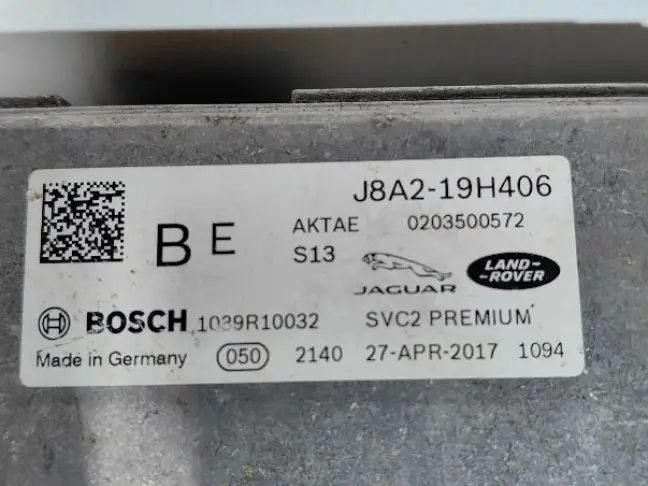 J8A2-19H406
B E
AKTAE 0203500572
S13
JAGUAR
LAND-
-ROVER
BOSCH 1039R10032 SVC2 PREMIUM
Made in Germany 050 2140 27-APR-2017 1094